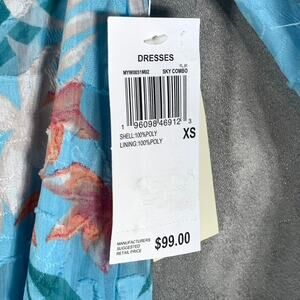 DRESSES
MYM0851M02 SKY COMBO
1 96098 46912 3
SHELL:100%POLY
LINING:100%POLY
XS
MANUFACTURERS
SUGGESTED
RETAIL PRICE
$99.00